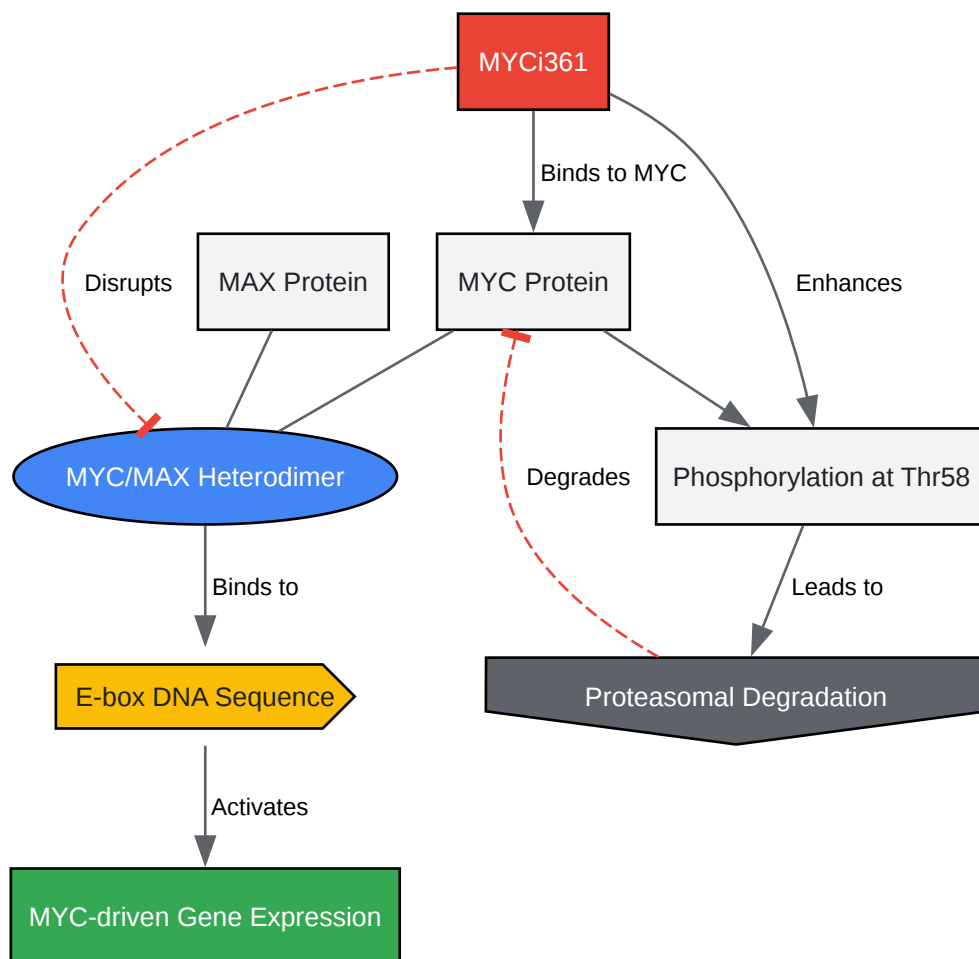 MYCi361
Binds to MYC
Disrupts
MAX Protein
MYC Protein
Enhances
MYC/MAX Heterodimer
Degrades
Phosphorylation at Thr58
Binds to
Leads to
E-box DNA Sequence
Proteasomal Degradation
Activates
MYC-driven Gene Expression